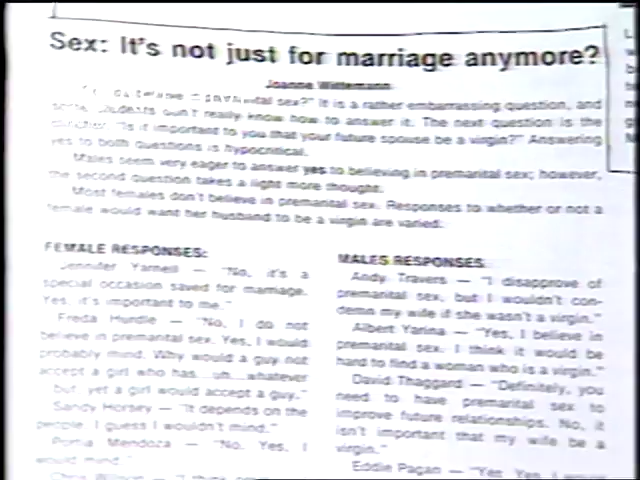 Sex: It's not just for marriage anymore?
Joanne Wittemann
sex?" It is a rather embarrassing question, and
students don't really know how to answer it. The next question is the
"Is it important to you that your future spouse be a virgin?" Answering
yes to both questions is hypocritical.
Males seem very eager to answer yes to believing in premarital sex; however,
the second question takes a light more thought.
Most females don't believe in premarital sex. Responses to whether or not a
female would want her husband to be a virgin are varied.
FEMALE RESPONSES:
Jennifer Yarnell — "No, it's a
special occasion saved for marriage.
Yes, it's important to me."
Freda Hurdle — "No, I do not
believe in premarital sex. Yes, I would
probably mind. Why would a guy not
accept a girl who has...uh...whatever
but, yet a girl would accept a guy."
Sandy Horsey — "It depends on the
people. I guess I wouldn't mind."
Portia Mendoza — "No. Yes, I
would mind."
MALES RESPONSES:
Andy Travers — "I disapprove of
premarital sex, but I wouldn't con-
demn my wife if she wasn't a virgin."
Albert Yarina — "Yes, I believe in
premarital sex. I think it would be
hard to find a woman who is a virgin."
David Thaggard — "Definitely, you
need to have premarital sex to
improve future relationships. No, it
isn't important that my wife be a
virgin."
Eddie Pagan — "Yes. Yes, I would